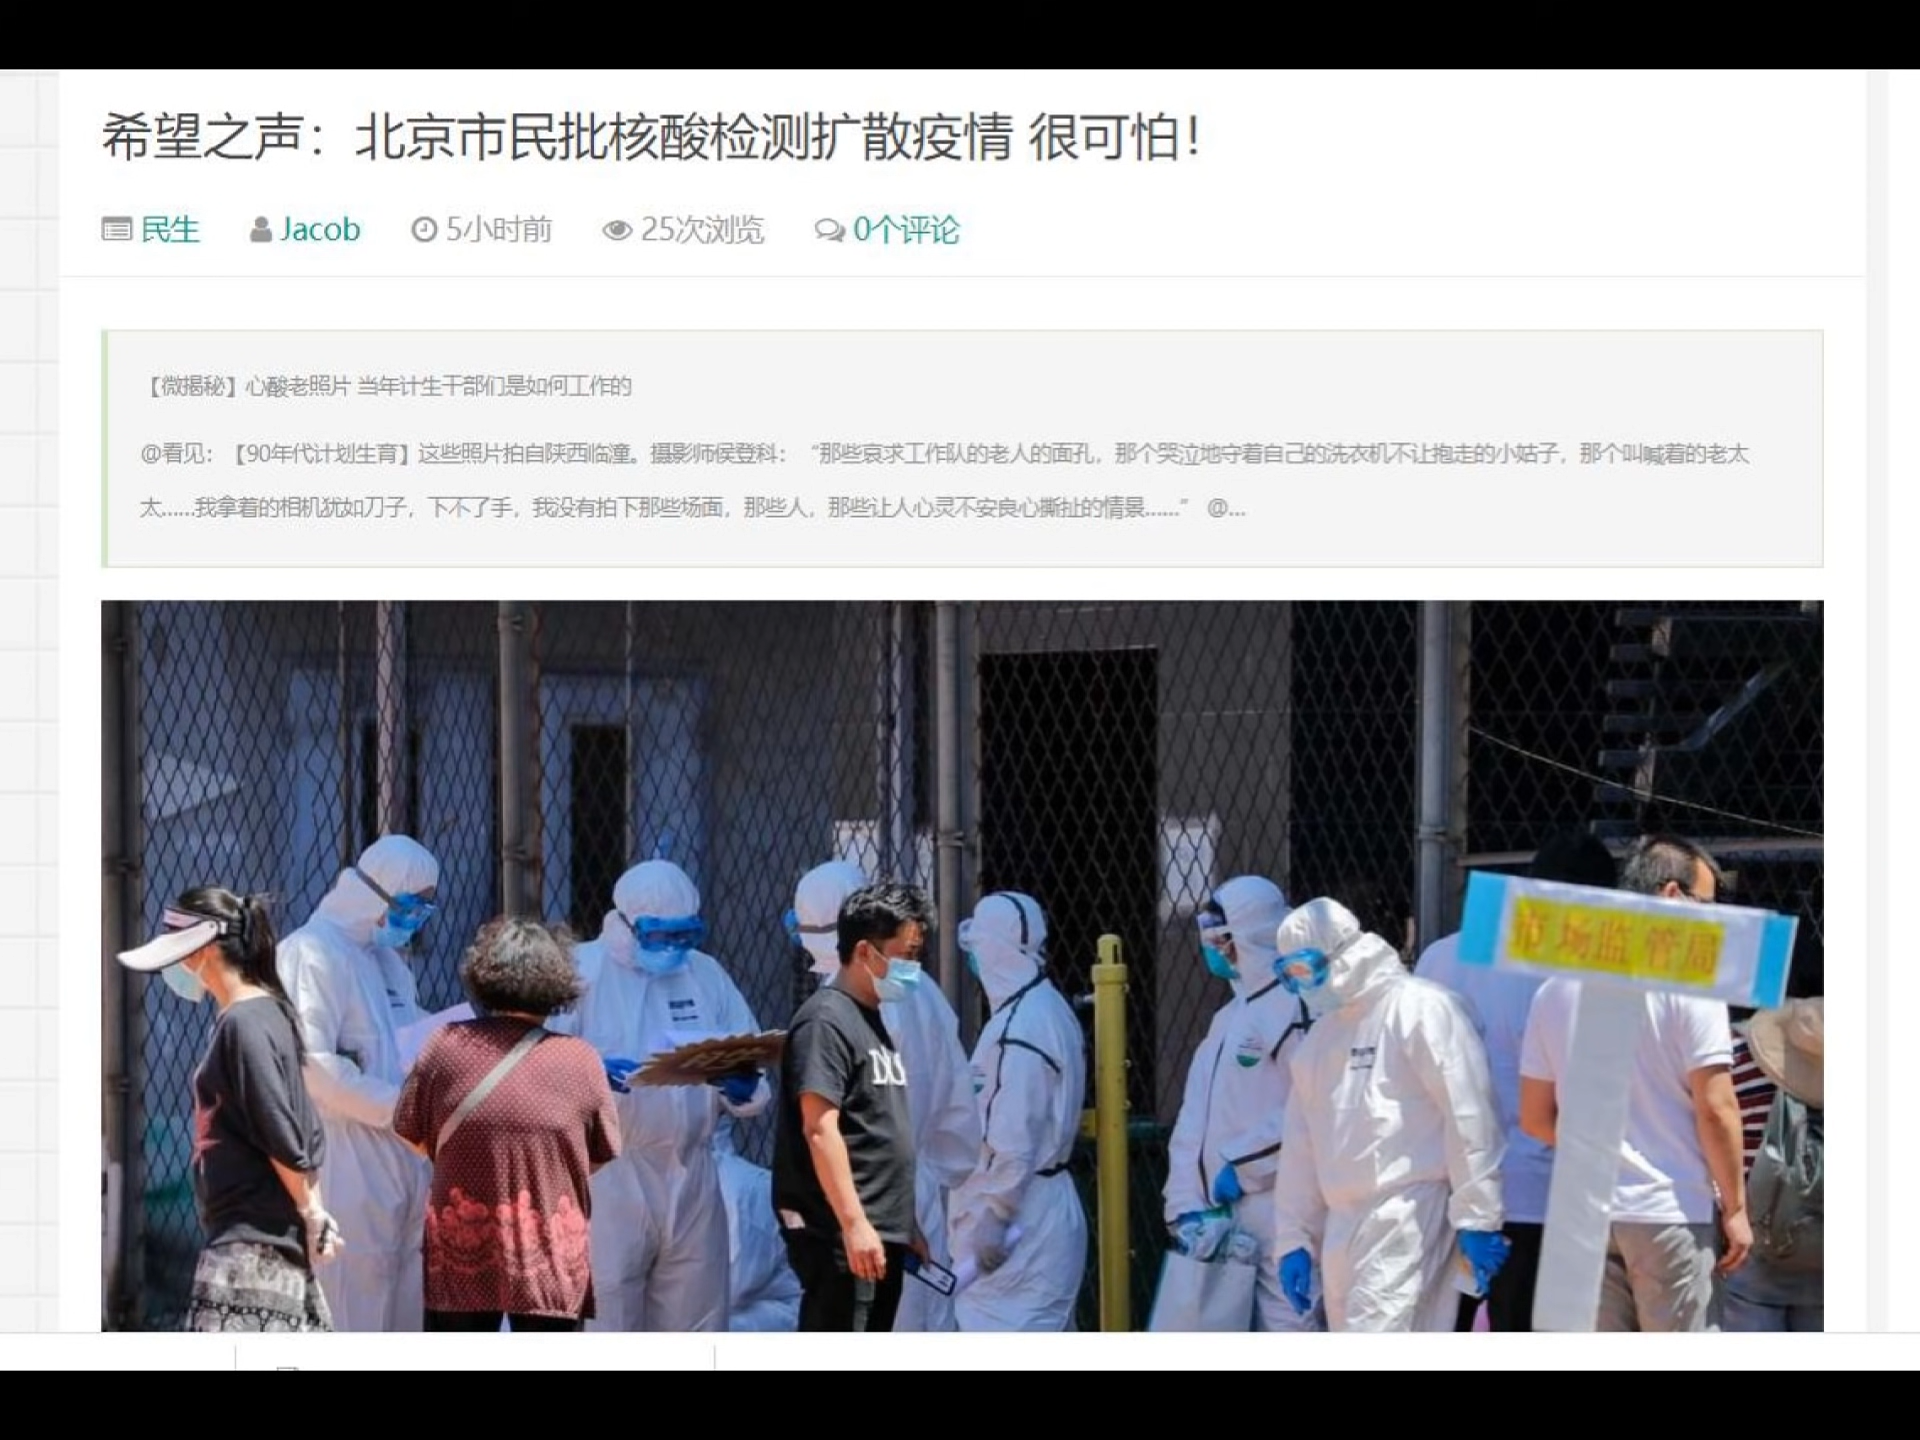 希望之声：北京市民批核酸检测扩散疫情 很可怕！
民生 Jacob 5小时前 25次浏览 0个评论
【微揭秘】心酸老照片 当年计生干部们是如何工作的
@看见：【90年代计划生育】这些照片拍自陕西临潼。摄影师侯登科：“那些哀求工作队的老人的面孔，那个哭泣地守着自己的洗衣机不让抱走的小姑子，那个叫喊着的老太
太……我拿着的相机犹如刀子，下不了手，我没有拍下那些场面，那些人，那些让人心灵不安良心撕扯的情景……” @...
市场监管局